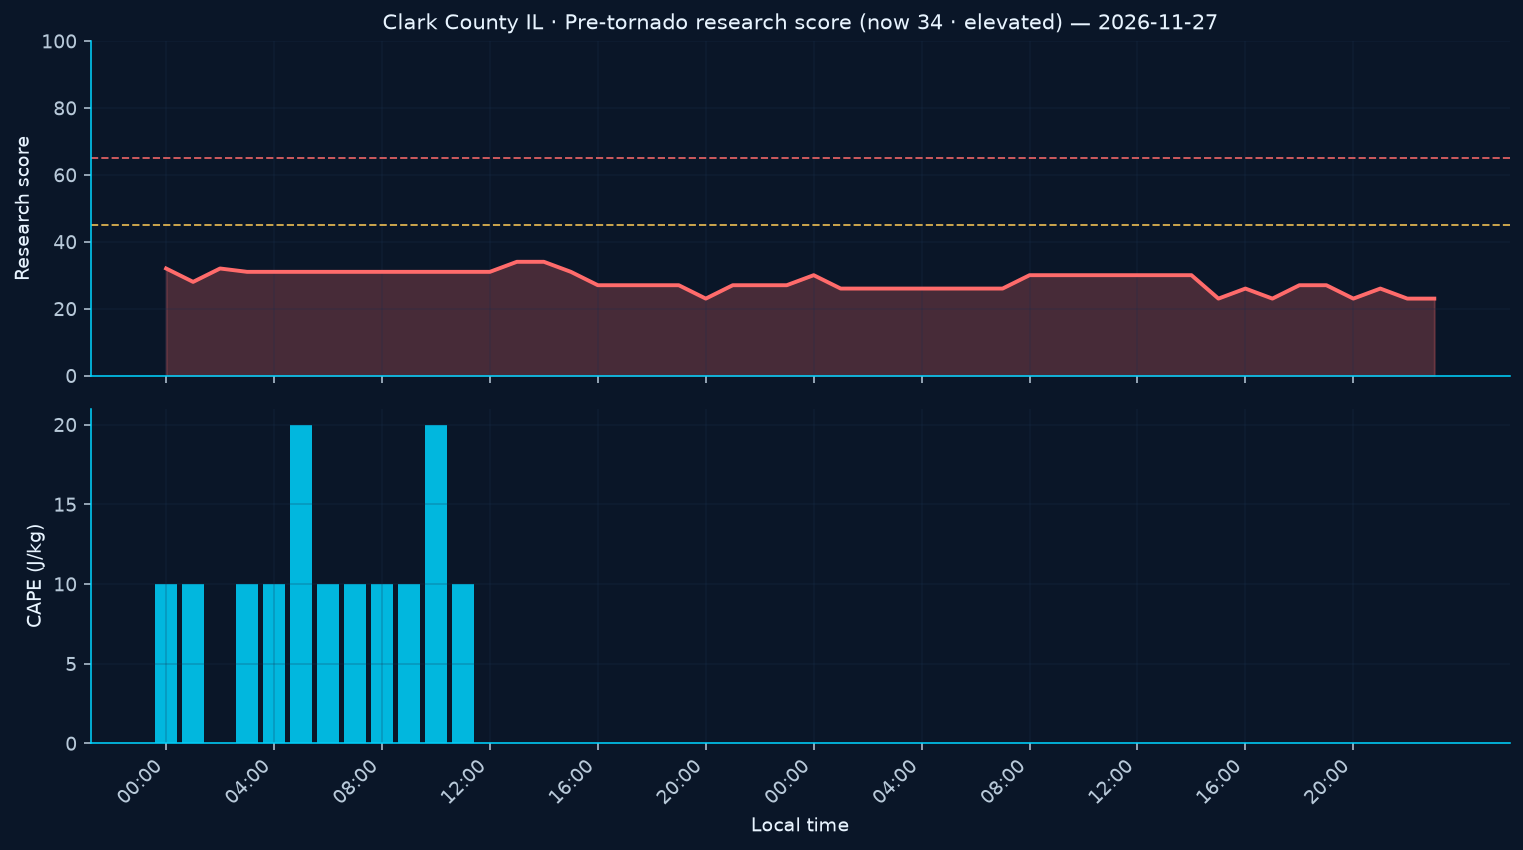 Clark County IL · Pre-tornado research score (now 34 · elevated) — 2026-11-27
Research score
100
80
60
40
20
0
CAPE (J/kg)
20
15
10
5
0
00:00 04:00 08:00 12:00 16:00 20:00 00:00 04:00 08:00 12:00 16:00 20:00
Local time